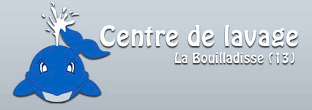 Centre de lavage
La Bouilladisse (13)